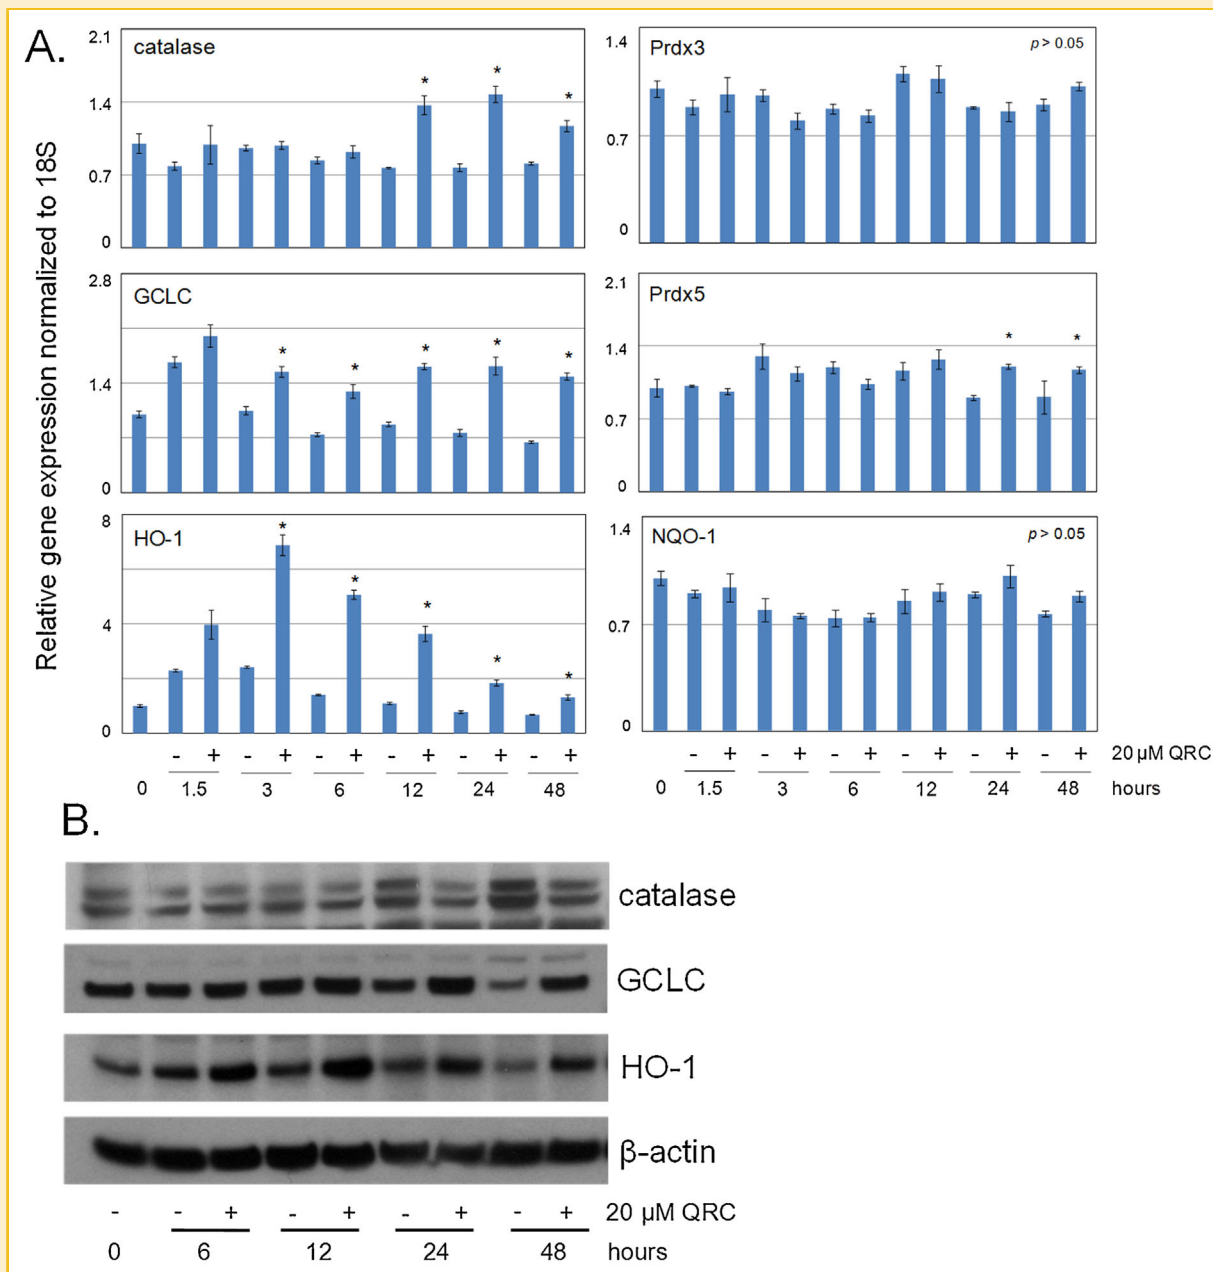 A.
Relative gene expression normalized to 18S
catalase
2.1
1.4
0.7
0
* * *
Prdx3
p > 0.05
1.4
0.7
0
GCLC
2.8
1.4
0
* * * * *
Prdx5
2.1
1.4
0.7
0
* *
HO-1
8
4
0
* * * * *
NQO-1
p > 0.05
1.4
0.7
0
- + - + - + - + - + - +
0 1.5 3 6 12 24 48
- + - + - + - + - + - + 20 µM QRC
0 1.5 3 6 12 24 48 hours
B.
catalase
GCLC
HO-1
β-actin
- - + - + - + - + 20 µM QRC
0 6 12 24 48 hours